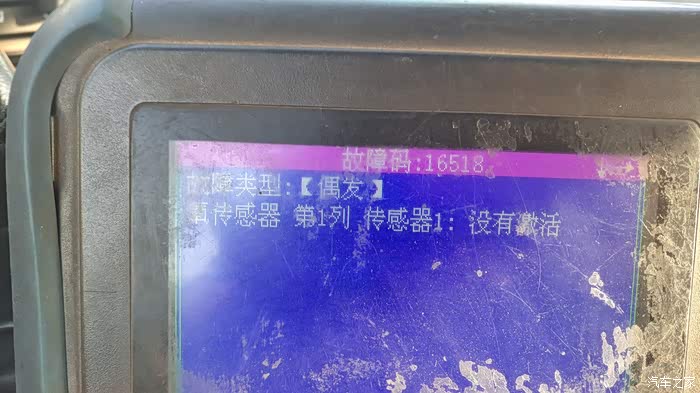 故障码:16518
故障类型:【偶发】
氧传感器 第1列 传感器1: 没有激活
汽车之家